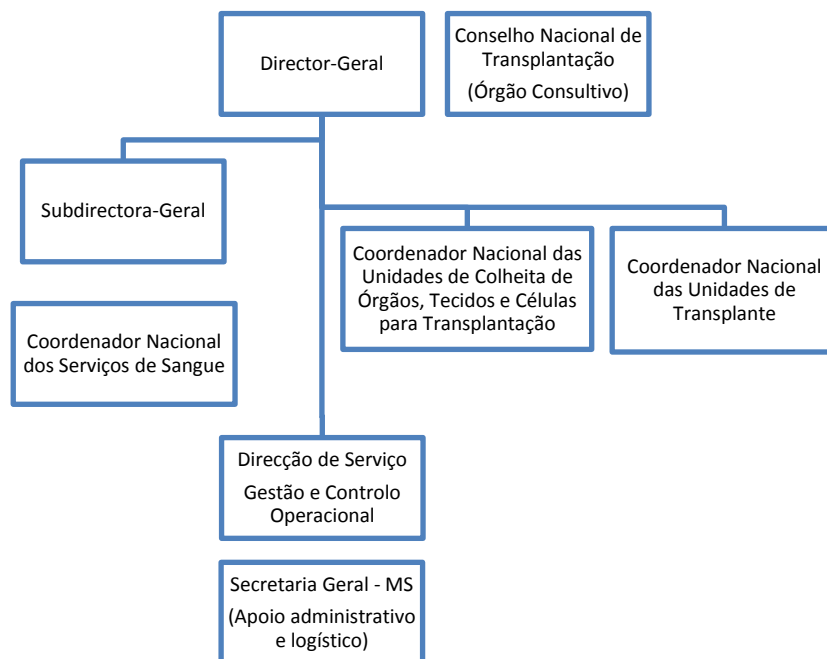 Director-Geral
Conselho Nacional de
Transplantação
(Órgão Consultivo)
Subdirectora-Geral
Coordenador Nacional das
Unidades de Colheita de
Órgãos, Tecidos e Células
para Transplantação
Coordenador Nacional
das Unidades de
Transplante
Coordenador Nacional
dos Serviços de Sangue
Direcção de Serviço
Gestão e Controlo
Operacional
Secretaria Geral - MS
(Apoio administrativo
e logístico)